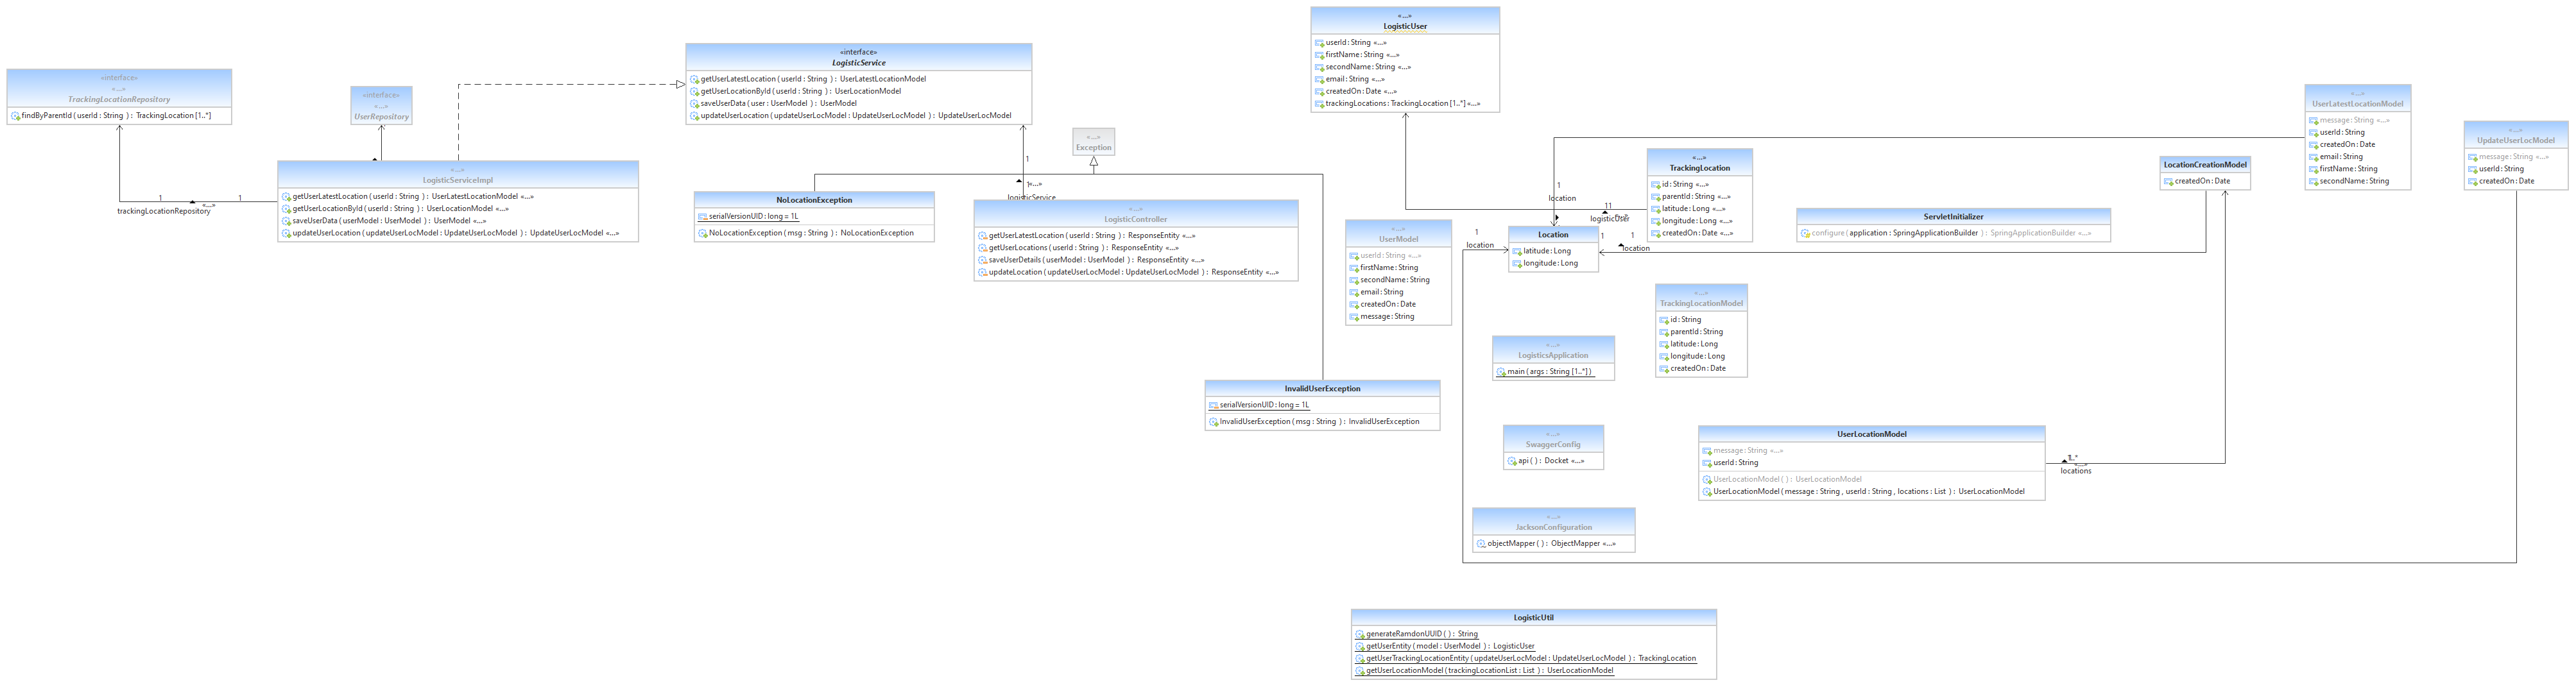 «interface»
«...»
TrackingLocationRepository
findByParentId ( userId : String ) : TrackingLocation [1..*]
«interface»
«...»
UserRepository
«interface»
LogisticService
getUserLatestLocation ( userId : String ) : UserLatestLocationModel
getUserLocationById ( userId : String ) : UserLocationModel
saveUserData ( user : UserModel ) : UserModel
updateUserLocation ( updateUserLocModel : UpdateUserLocModel ) : UpdateUserLocModel
«...»
Exception
«...»
LogisticServiceImpl
getUserLatestLocation ( userId : String ) : UserLatestLocationModel «...»
getUserLocationById ( userId : String ) : UserLocationModel «...»
saveUserData ( userModel : UserModel ) : UserModel «...»
updateUserLocation ( updateUserLocModel : UpdateUserLocModel ) : UpdateUserLocModel «...»
1
1
«...»
trackingLocationRepository
NoLocationException
serialVersionUID : long = 1L
NoLocationException ( msg : String ) : NoLocationException
1
1
«...»
logisticService
«...»
LogisticController
getUserLatestLocation ( userId : String ) : ResponseEntity «...»
getUserLocations ( userId : String ) : ResponseEntity «...»
saveUserDetails ( userModel : UserModel ) : ResponseEntity «...»
updateLocation ( updateUserLocModel : UpdateUserLocModel ) : ResponseEntity «...»
InvalidUserException
serialVersionUID : long = 1L
InvalidUserException ( msg : String ) : InvalidUserException
«...»
LogisticUser
userId : String «...»
firstName : String «...»
secondName : String «...»
email : String «...»
createdOn : Date «...»
trackingLocations : TrackingLocation [1..*] «...»
«...»
TrackingLocation
id : String «...»
parentId : String «...»
latitude : Long «...»
longitude : Long «...»
createdOn : Date «...»
1
location
11
logisticUser
«...»
UserModel
userId : String «...»
firstName : String
secondName : String
email : String
createdOn : Date
message : String
1
location
Location
latitude : Long
longitude : Long
1
1
location
ServletInitializer
configure ( application : SpringApplicationBuilder ) : SpringApplicationBuilder «...»
LocationCreationModel
createdOn : Date
«...»
UserLatestLocationModel
message : String «...»
userId : String
createdOn : Date
email : String
firstName : String
secondName : String
«...»
UpdateUserLocModel
message : String «...»
userId : String
createdOn : Date
«...»
TrackingLocationModel
id : String
parentId : String
latitude : Long
longitude : Long
createdOn : Date
«...»
LogisticsApplication
main ( args : String [1..*] )
«...»
SwaggerConfig
api ( ) : Docket «...»
UserLocationModel
message : String «...»
userId : String
UserLocationModel ( ) : UserLocationModel
UserLocationModel ( message : String , userId : String , locations : List ) : UserLocationModel
1..*
locations
«...»
JacksonConfiguration
objectMapper ( ) : ObjectMapper «...»
LogisticUtil
generateRamdonUUID ( ) : String
getUserEntity ( model : UserModel ) : LogisticUser
getUserTrackingLocationEntity ( updateUserLocModel : UpdateUserLocModel ) : TrackingLocation
getUserLocationModel ( trackingLocationList : List ) : UserLocationModel